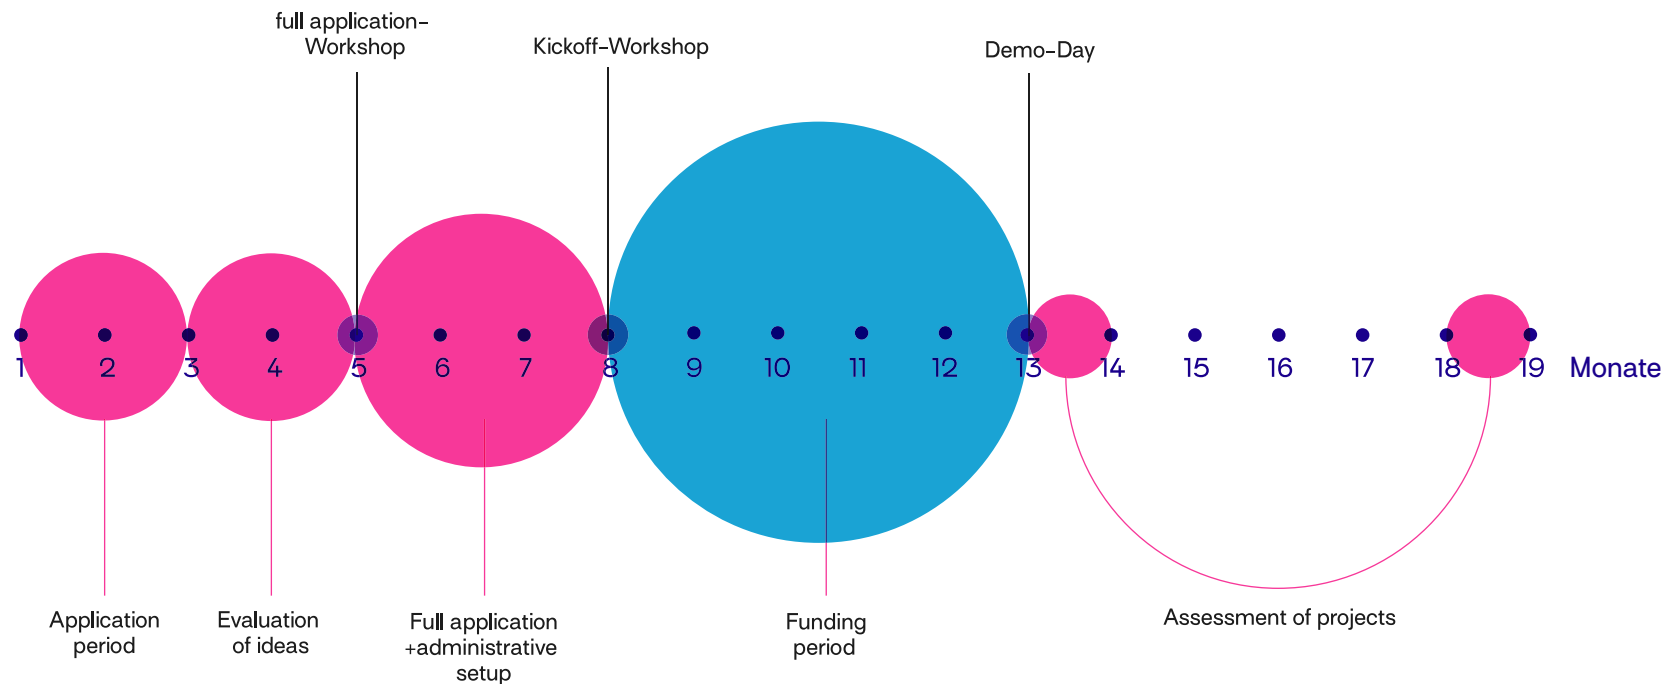 full application-
Workshop
Kickoff-Workshop
Demo-Day
1 2 3 4 5 6 7 8 9 10 11 12 13 14 15 16 17 18 19 Monate
Application
period
Evaluation
of ideas
Full application
+administrative
setup
Funding
period
Assessment of projects